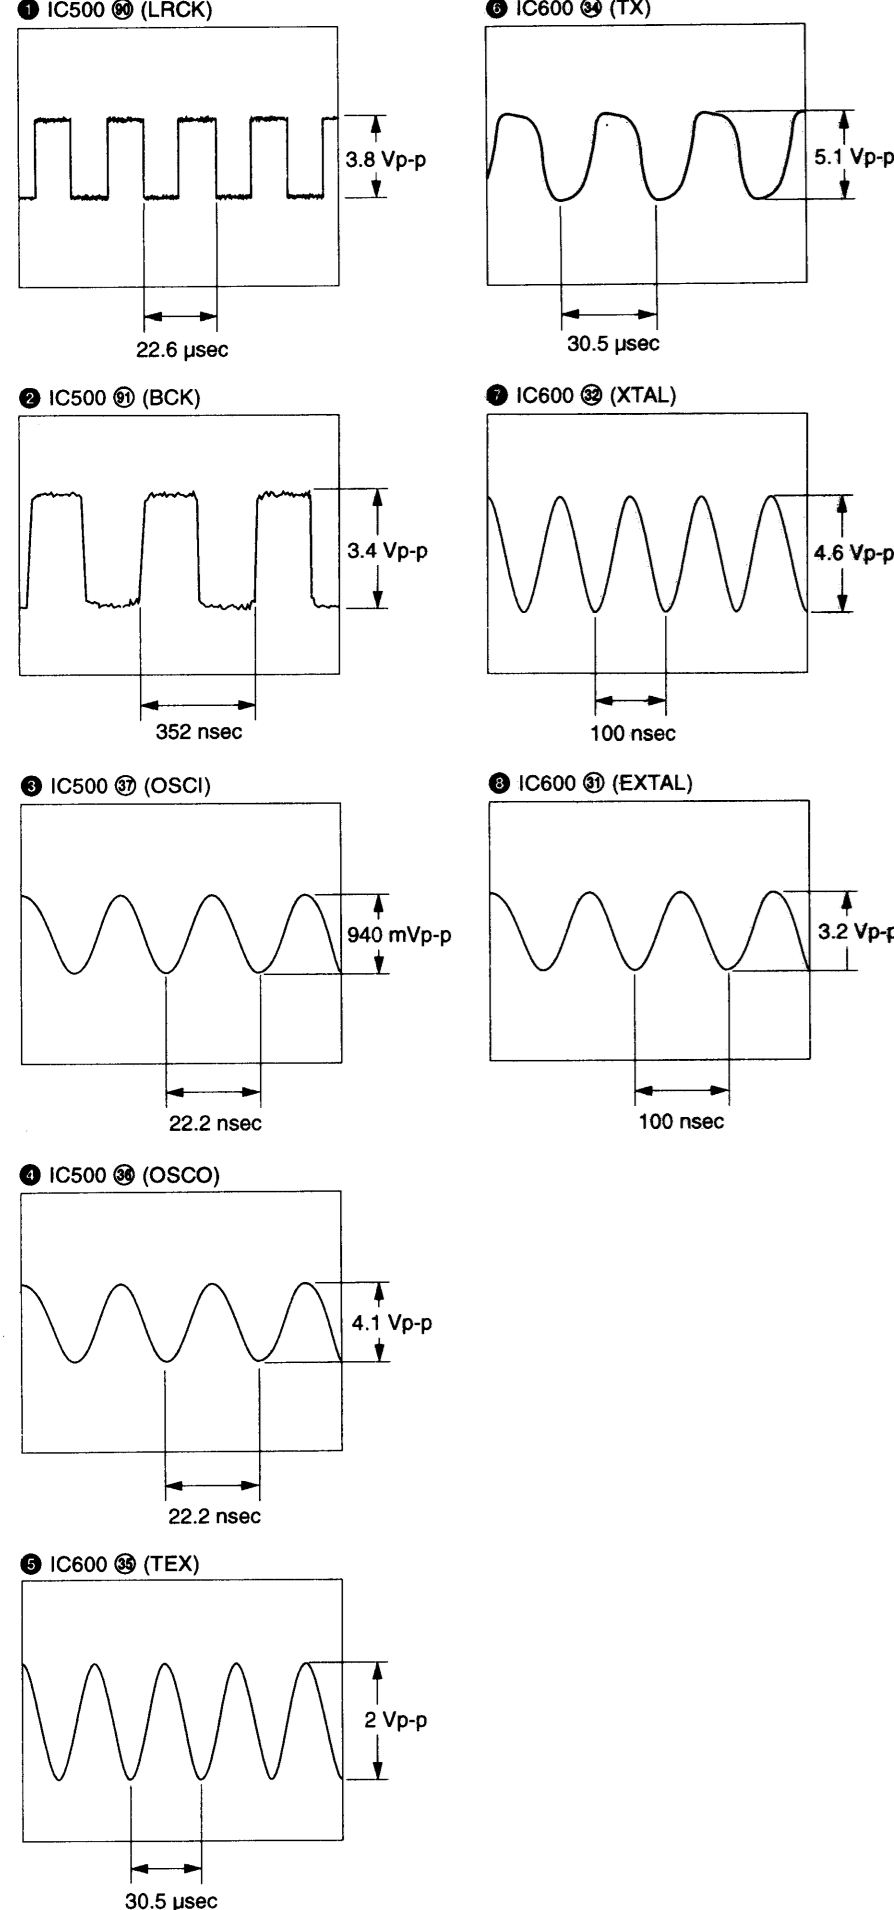 ❶ IC500 ⑨⓪ (LRCK)
3.8 Vp-p
22.6 µsec
❷ IC500 ⑨① (BCK)
3.4 Vp-p
352 nsec
❸ IC500 ㊲ (OSCI)
940 mVp-p
22.2 nsec
❹ IC500 ㊱ (OSCO)
4.1 Vp-p
22.2 nsec
❺ IC600 ㉟ (TEX)
2 Vp-p
30.5 µsec
❻ IC600 ㉞ (TX)
5.1 Vp-p
30.5 µsec
❼ IC600 ㉜ (XTAL)
4.6 Vp-p
100 nsec
❽ IC600 ㉛ (EXTAL)
3.2 Vp-p
100 nsec